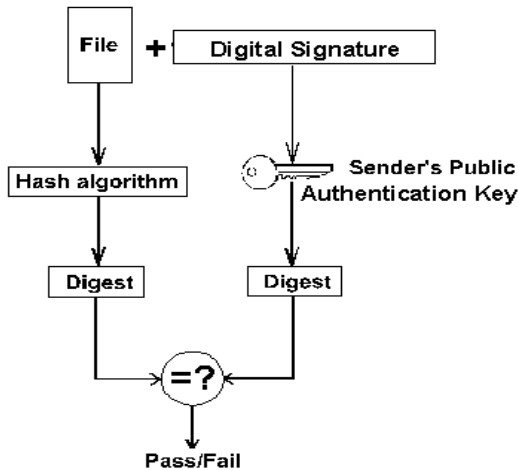 File
+
Digital Signature
Hash algorithm
Sender's Public
Authentication Key
Digest
Digest
=?
Pass/Fail